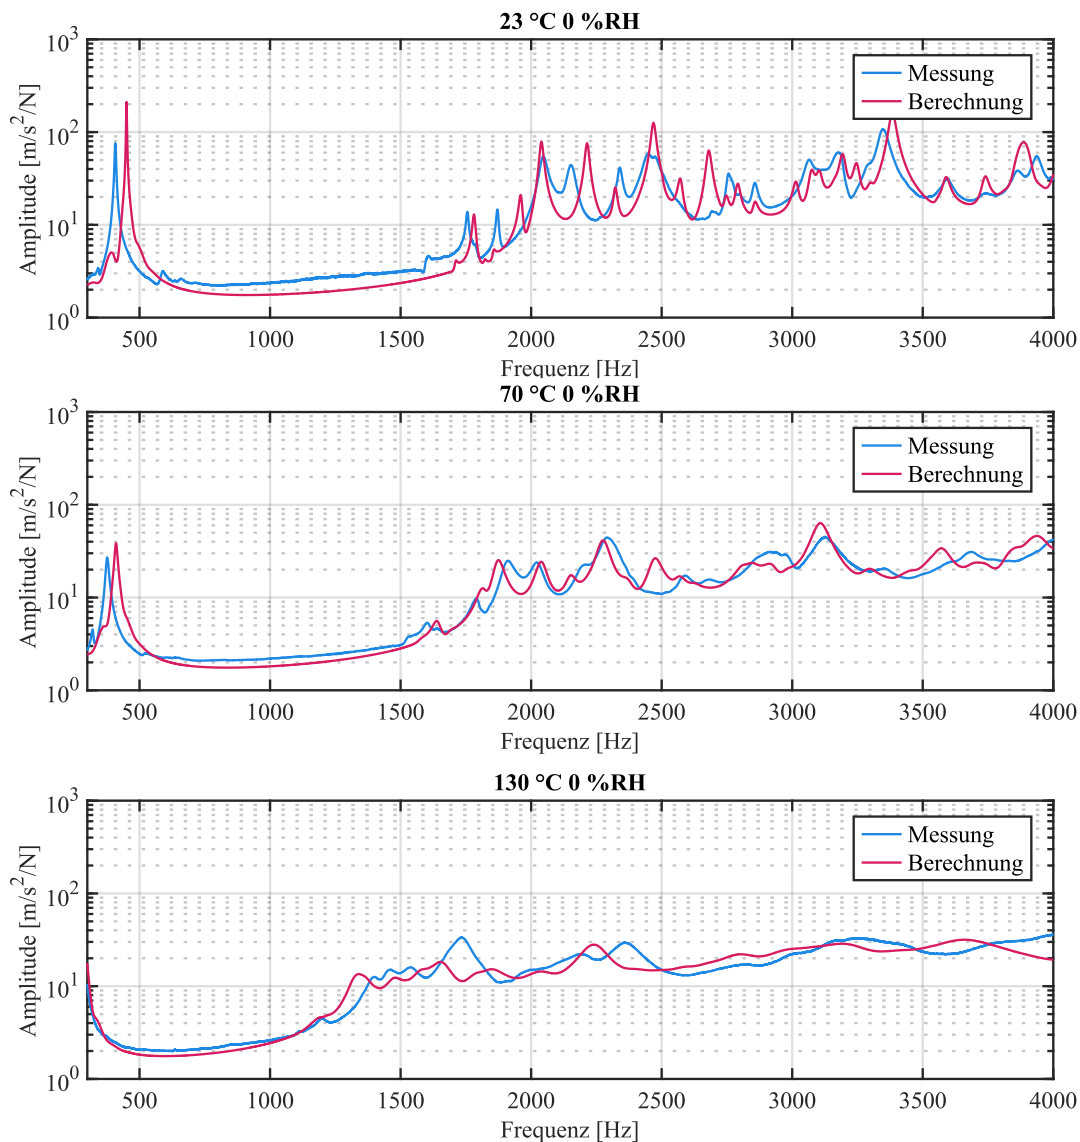 23 °C 0 %RH
Amplitude [m/s²/N]
10³
10²
10¹
10⁰
Messung
Berechnung
500 1000 1500 2000 2500 3000 3500 4000
Frequenz [Hz]
70 °C 0 %RH
Amplitude [m/s²/N]
10³
10²
10¹
10⁰
Messung
Berechnung
500 1000 1500 2000 2500 3000 3500 4000
Frequenz [Hz]
130 °C 0 %RH
Amplitude [m/s²/N]
10³
10²
10¹
10⁰
Messung
Berechnung
500 1000 1500 2000 2500 3000 3500 4000
Frequenz [Hz]